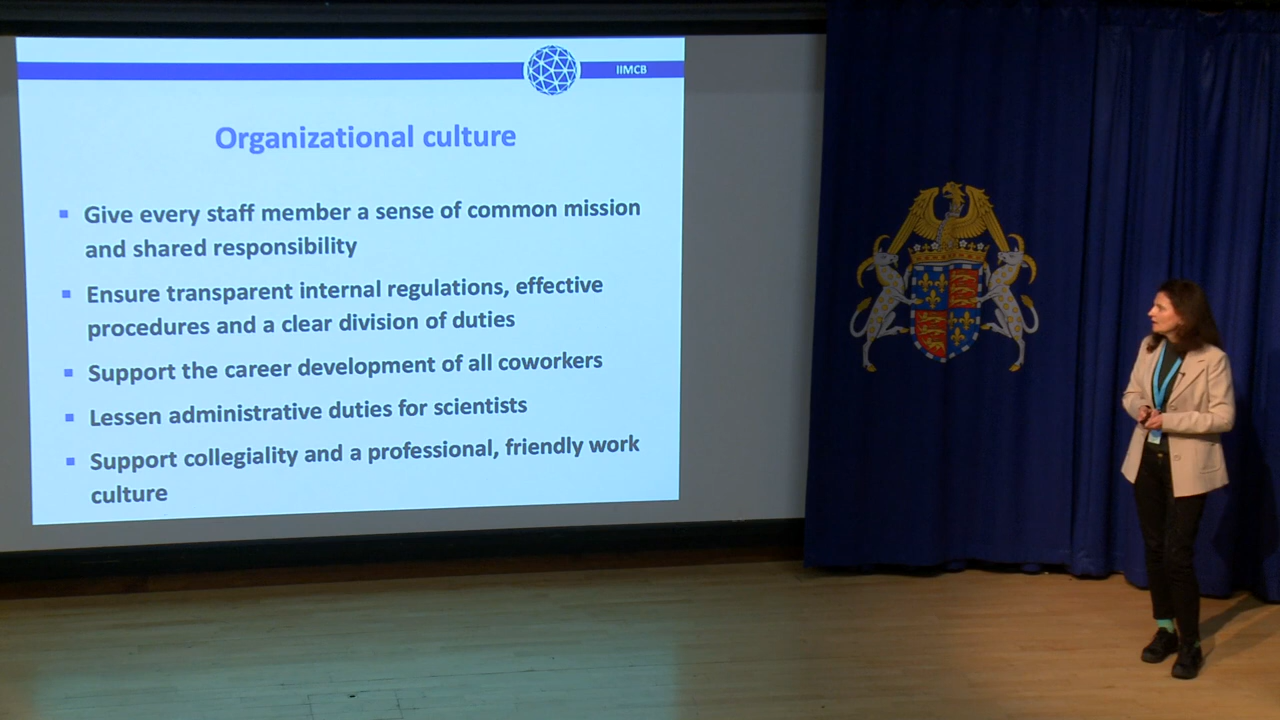 IIMCB
Organizational culture
Give every staff member a sense of common mission
and shared responsibility
Ensure transparent internal regulations, effective
procedures and a clear division of duties
Support the career development of all coworkers
Lessen administrative duties for scientists
Support collegiality and a professional, friendly work
culture